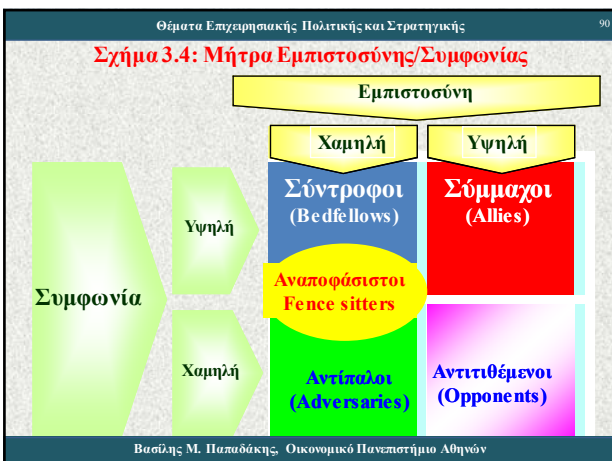 Θέματα Επιχειρησιακής Πολιτικής και Στρατηγικής
90
Σχήμα 3.4: Μήτρα Εμπιστοσύνης/Συμφωνίας
Εμπιστοσύνη
Χαμηλή
Υψηλή
Σύντροφοι
(Bedfellows)
Σύμμαχοι
(Allies)
Υψηλή
Αναποφάσιστοι
Fence sitters
Συμφωνία
Χαμηλή
Αντίπαλοι
(Adversaries)
Αντιτιθέμενοι
(Opponents)
Βασίλης Μ. Παπαδάκης, Οικονομικό Πανεπιστήμιο Αθηνών